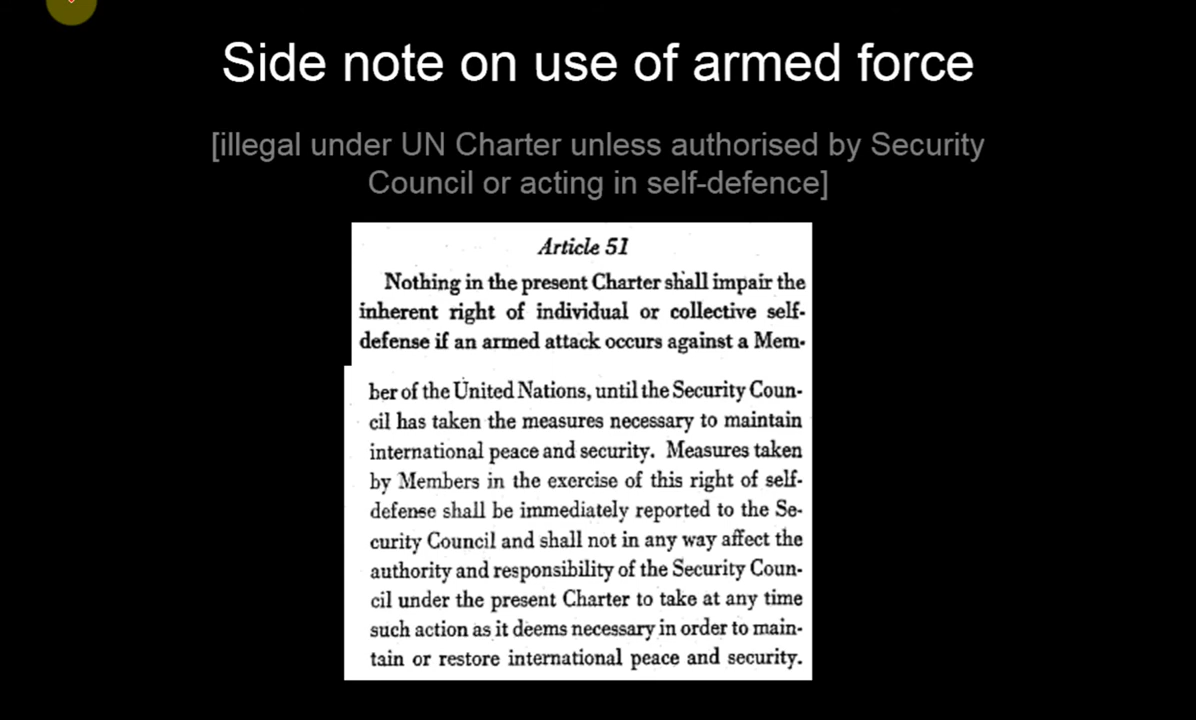 Side note on use of armed force
[illegal under UN Charter unless authorised by Security
Council or acting in self-defence]
Article 51
Nothing in the present Charter shall impair the
inherent right of individual or collective self-
defense if an armed attack occurs against a Mem-
ber of the United Nations, until the Security Coun-
cil has taken the measures necessary to maintain
international peace and security. Measures taken
by Members in the exercise of this right of self-
defense shall be immediately reported to the Se-
curity Council and shall not in any way affect the
authority and responsibility of the Security Coun-
cil under the present Charter to take at any time
such action as it deems necessary in order to main-
tain or restore international peace and security.